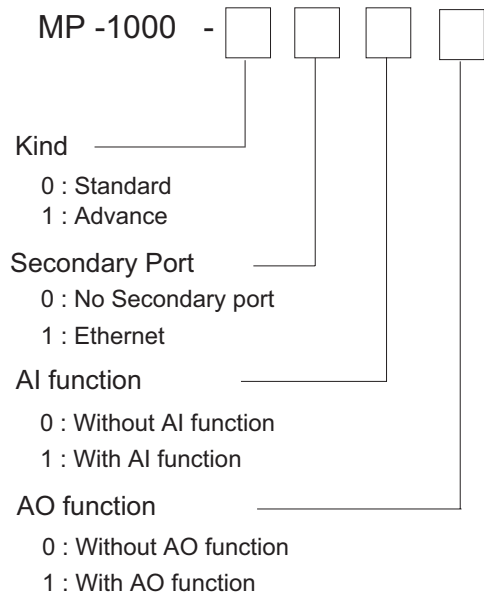 MP -1000 -
Kind
0 : Standard
1 : Advance
Secondary Port
0 : No Secondary port
1 : Ethernet
AI function
0 : Without AI function
1 : With AI function
AO function
0 : Without AO function
1 : With AO function